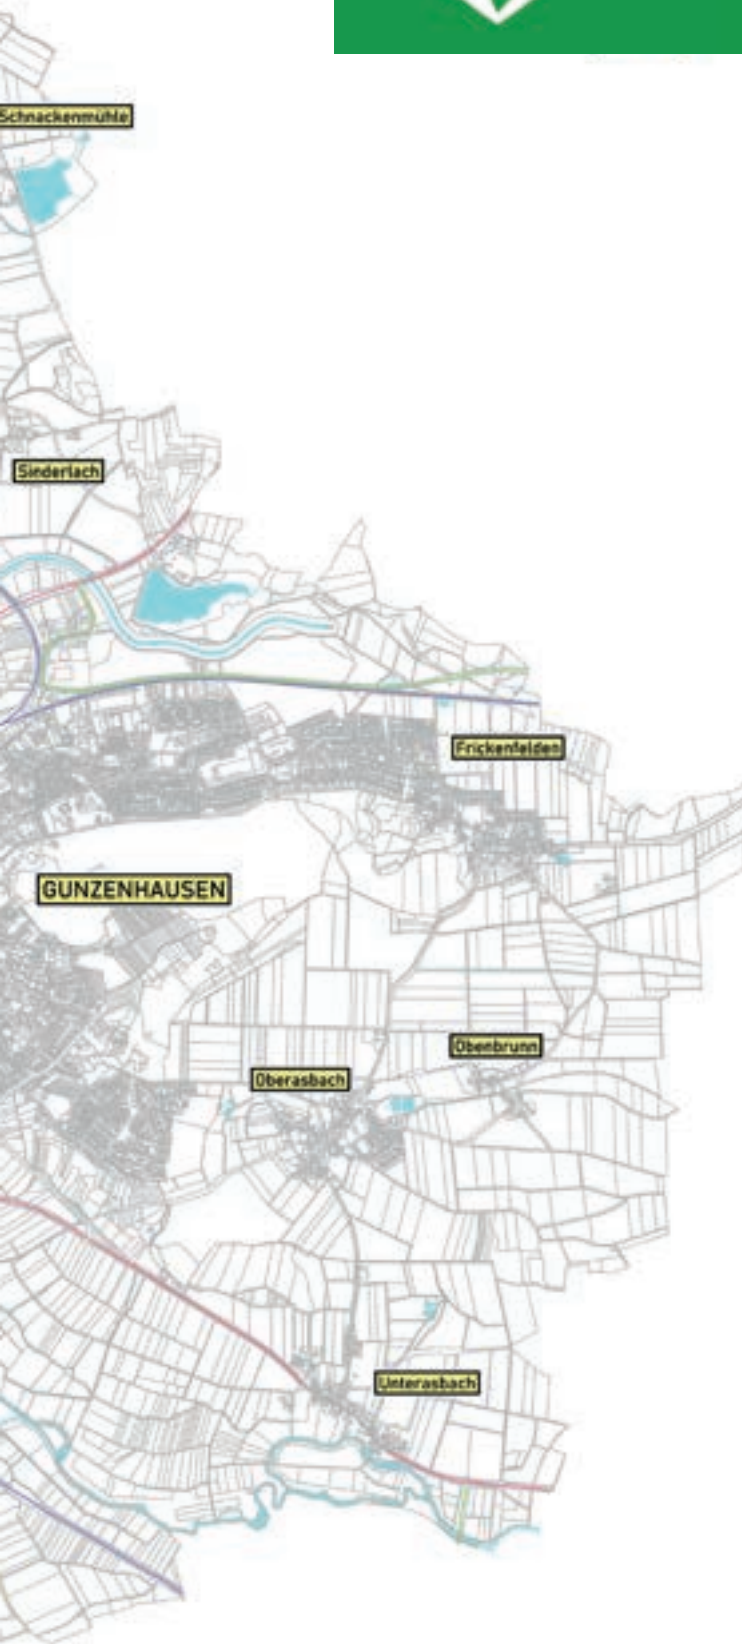 Schnackenmühle
Sinderlach
Frickenfelden
GUNZENHAUSEN
Obenbrunn
Oberasbach
Unterasbach